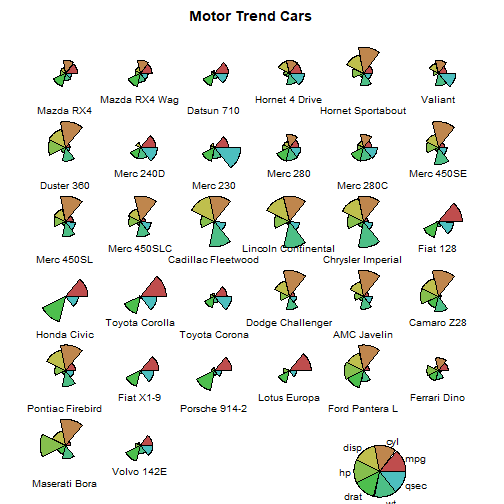 Motor Trend Cars
Mazda RX4
Mazda RX4 Wag
Datsun 710
Hornet 4 Drive
Hornet Sportabout
Valiant
Duster 360
Merc 240D
Merc 230
Merc 280
Merc 280C
Merc 450SE
Merc 450SL
Merc 450SLC
Cadillac Fleetwood
Lincoln Continental
Chrysler Imperial
Fiat 128
Honda Civic
Toyota Corolla
Toyota Corona
Dodge Challenger
AMC Javelin
Camaro Z28
Pontiac Firebird
Fiat X1-9
Porsche 914-2
Lotus Europa
Ford Pantera L
Ferrari Dino
Maserati Bora
Volvo 142E
cyl
disp
mpg
hp
qsec
drat
wt